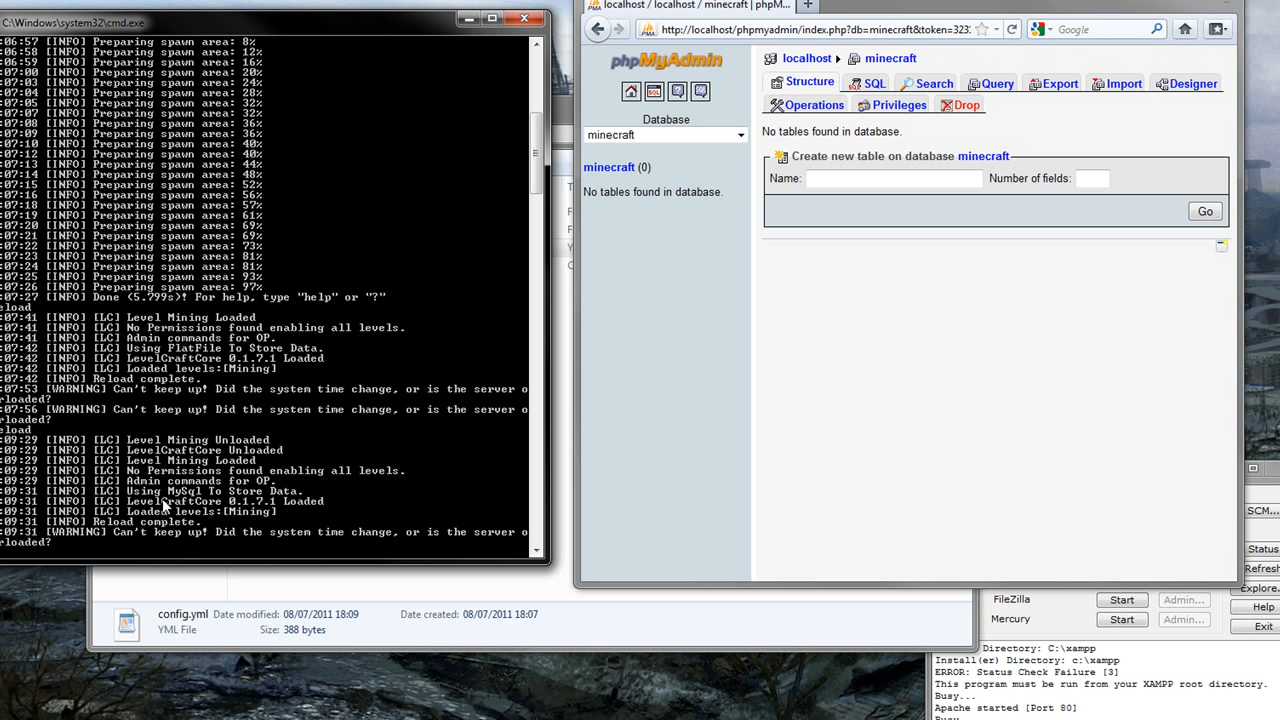 C:\Windows\system32\cmd.exe
06:57 [INFO] Preparing spawn area: 8%
:06:58 [INFO] Preparing spawn area: 12%
:06:59 [INFO] Preparing spawn area: 16%
:07:00 [INFO] Preparing spawn area: 20%
:07:03 [INFO] Preparing spawn area: 24%
:07:04 [INFO] Preparing spawn area: 28%
:07:05 [INFO] Preparing spawn area: 32%
:07:07 [INFO] Preparing spawn area: 32%
:07:08 [INFO] Preparing spawn area: 36%
:07:09 [INFO] Preparing spawn area: 36%
:07:10 [INFO] Preparing spawn area: 40%
:07:12 [INFO] Preparing spawn area: 40%
:07:13 [INFO] Preparing spawn area: 44%
:07:14 [INFO] Preparing spawn area: 48%
:07:15 [INFO] Preparing spawn area: 52%
:07:16 [INFO] Preparing spawn area: 56%
:07:18 [INFO] Preparing spawn area: 57%
:07:19 [INFO] Preparing spawn area: 61%
:07:20 [INFO] Preparing spawn area: 69%
:07:21 [INFO] Preparing spawn area: 69%
:07:22 [INFO] Preparing spawn area: 73%
:07:23 [INFO] Preparing spawn area: 81%
:07:24 [INFO] Preparing spawn area: 81%
:07:25 [INFO] Preparing spawn area: 93%
:07:26 [INFO] Preparing spawn area: 97%
:07:27 [INFO] Done (5.799s)! For help, type "help" or "?"
eload
:07:41 [INFO] [LC] Level Mining Loaded
:07:41 [INFO] [LC] No Permissions found enabling all levels.
:07:41 [INFO] [LC] Admin commands for OP.
:07:42 [INFO] [LC] Using FlatFile To Store Data.
:07:42 [INFO] [LC] LevelCraftCore 0.1.7.1 Loaded
:07:42 [INFO] [LC] Loaded levels:[Mining]
:07:42 [INFO] Reload complete.
:07:53 [WARNING] Can't keep up! Did the system time change, or is the server o
rloaded?
:07:56 [WARNING] Can't keep up! Did the system time change, or is the server o
rloaded?
eload
:09:29 [INFO] [LC] Level Mining Unloaded
:09:29 [INFO] [LC] LevelCraftCore Unloaded
:09:29 [INFO] [LC] Level Mining Loaded
:09:29 [INFO] [LC] No Permissions found enabling all levels.
:09:29 [INFO] [LC] Admin commands for OP.
:09:31 [INFO] [LC] Using MySql To Store Data.
:09:31 [INFO] [LC] LevelCraftCore 0.1.7.1 Loaded
:09:31 [INFO] [LC] Loaded levels:[Mining]
:09:31 [INFO] Reload complete.
:09:31 [WARNING] Can't keep up! Did the system time change, or is the server o
rloaded?
localhost / localhost / minecraft | phpM...
http://localhost/phpmyadmin/index.php?db=minecraft&token=323
Google
phpMyAdmin
Database
minecraft
minecraft (0)
No tables found in database.
localhost
minecraft
Structure
SQL
Search
Query
Export
Import
Designer
Operations
Privileges
Drop
No tables found in database.
Create new table on database minecraft
Name:
Number of fields:
Go
config.yml Date modified: 08/07/2011 18:09 Date created: 08/07/2011 18:07
YML File Size: 388 bytes
SCM...
Status
Refresh
Explore..
Help
Exit
FileZilla Start Admin...
Mercury Start Admin...
Directory: C:\xampp
Install(er) Directory: c:\xampp
ERROR: Status Check Failure [3]
This program must be run from your XAMPP root directory.
Busy...
Apache started [Port 80]